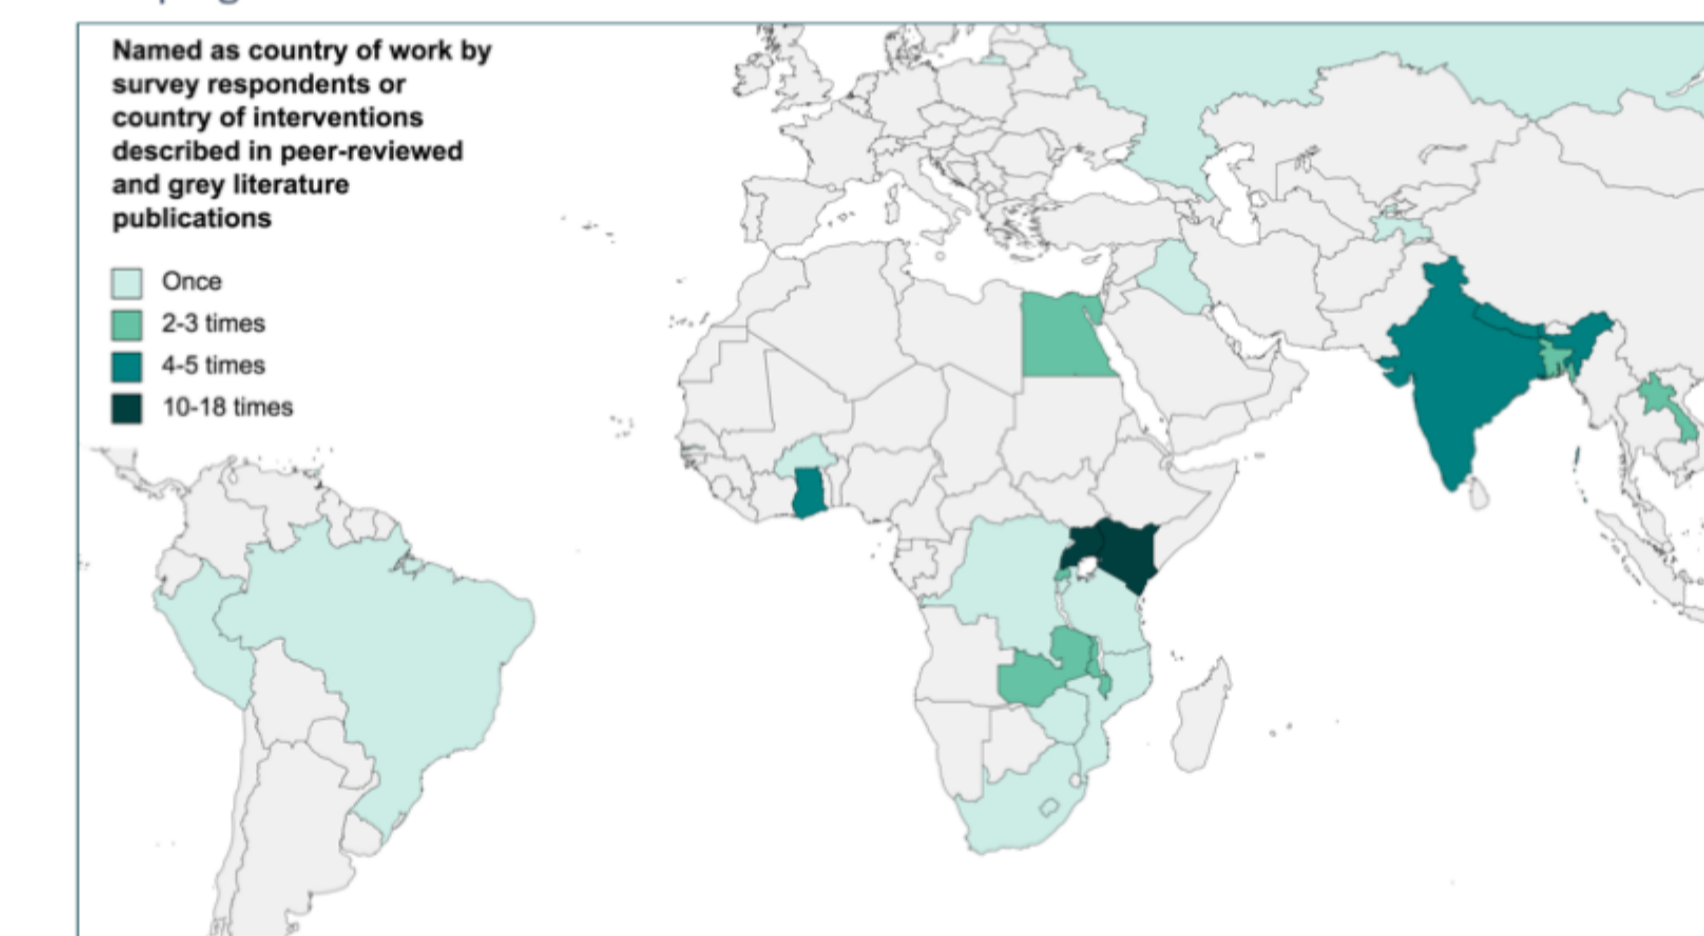 Named as country of work by
survey respondents or
country of interventions
described in peer-reviewed
and grey literature
publications
Once
2-3 times
4-5 times
10-18 times